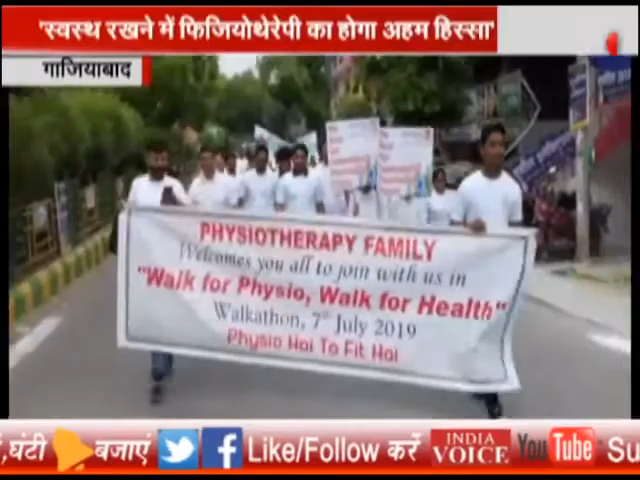 'स्वस्थ रखने में फिजियोथेरेपी का होगा अहम हिस्सा'
गाजियाबाद
PHYSIOTHERAPY FAMILY
Welcomes you all to join with us in
"Walk for Physio, Walk for Health"
Walkathon, 7th July 2019
Physio Hoi To Fit Hoi
,घंटी बजाएं Like/Follow करें INDIA VOICE YouTube Su